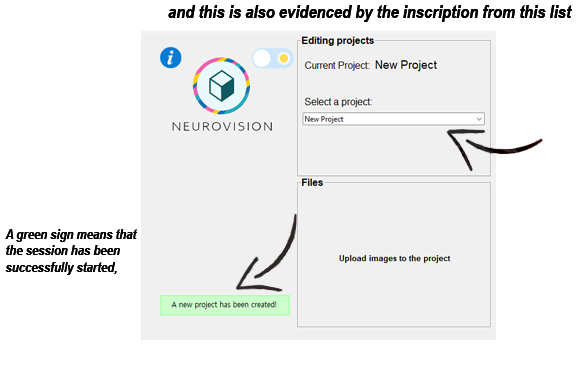 and this is also evidenced by the inscription from this list
Editing projects
Current Project: New Project
Select a project:
New Project
NEUROVISION
Files
Upload images to the project
A green sign means that
the session has been
successfully started,
A new project has been created!